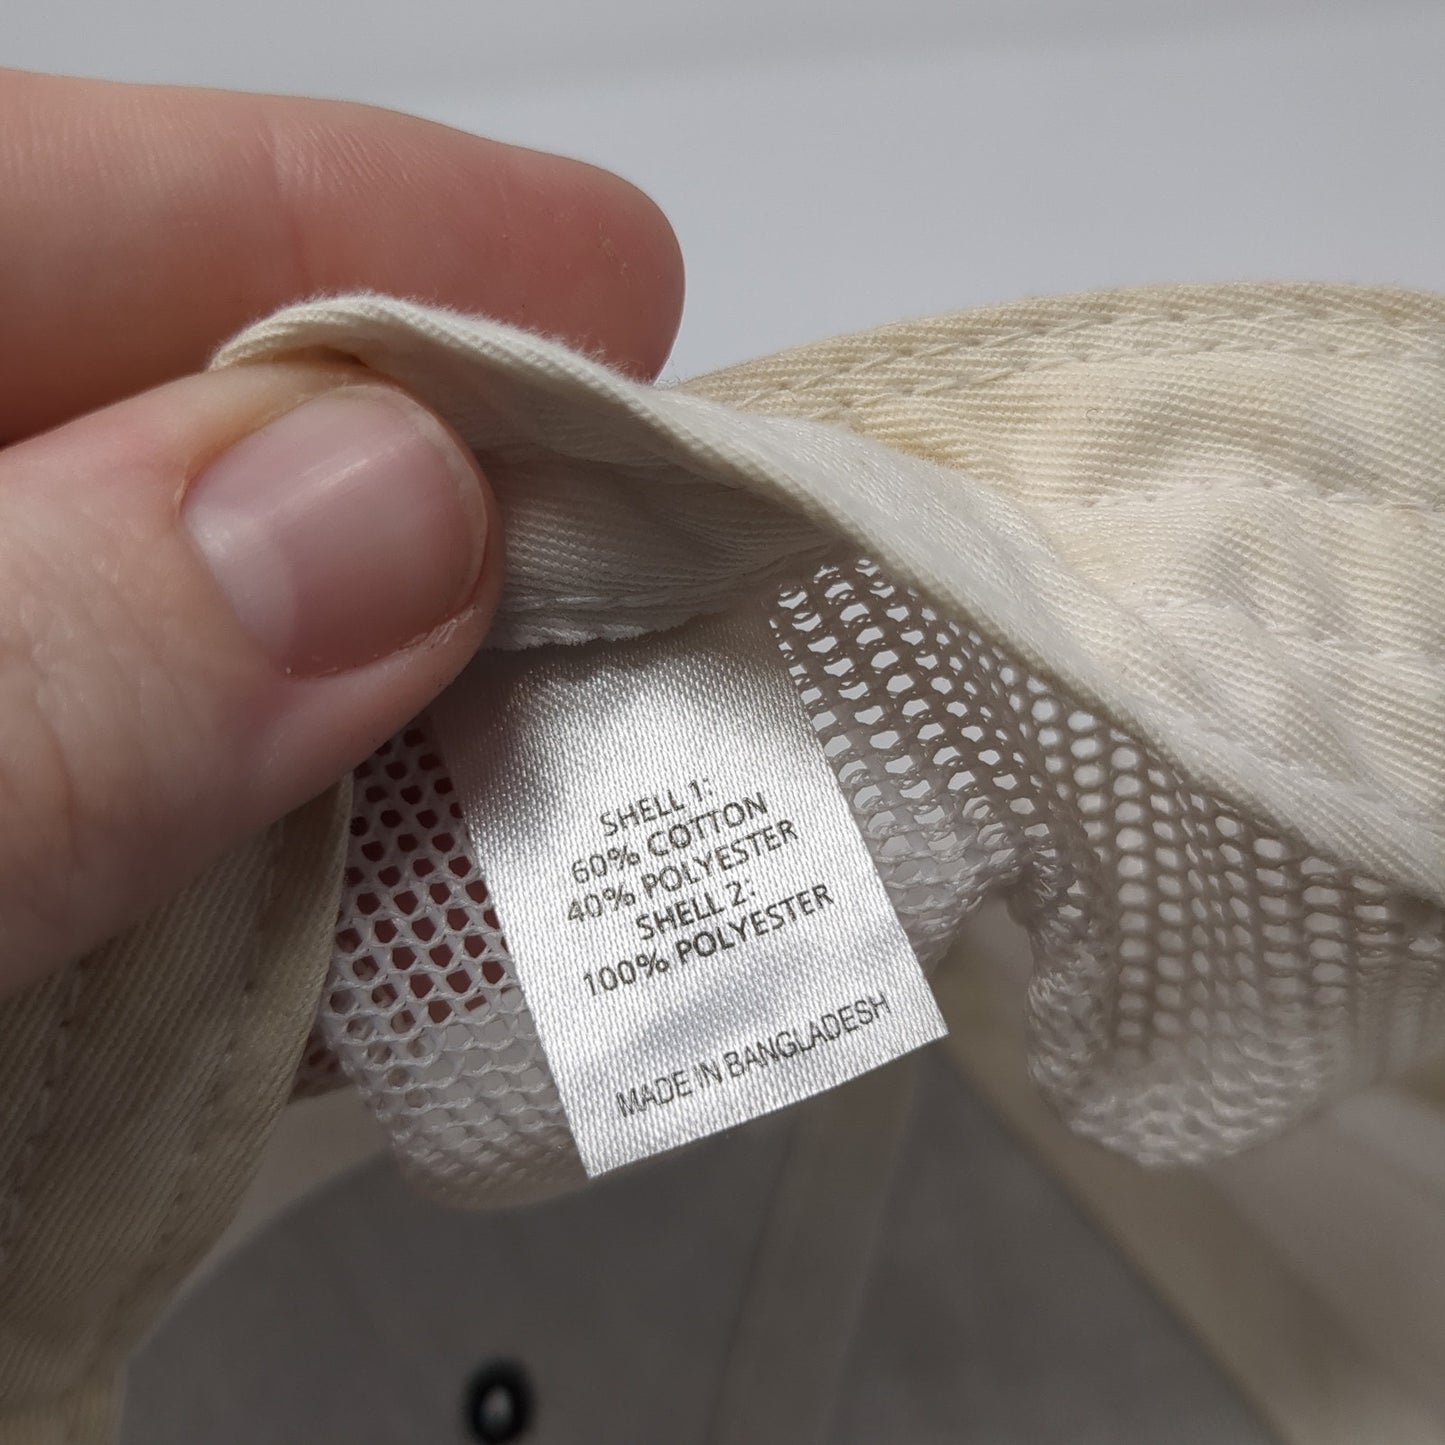 SHELL 1:
60% COTTON
40% POLYESTER
SHELL 2:
100% POLYESTER
MADE IN BANGLADESH